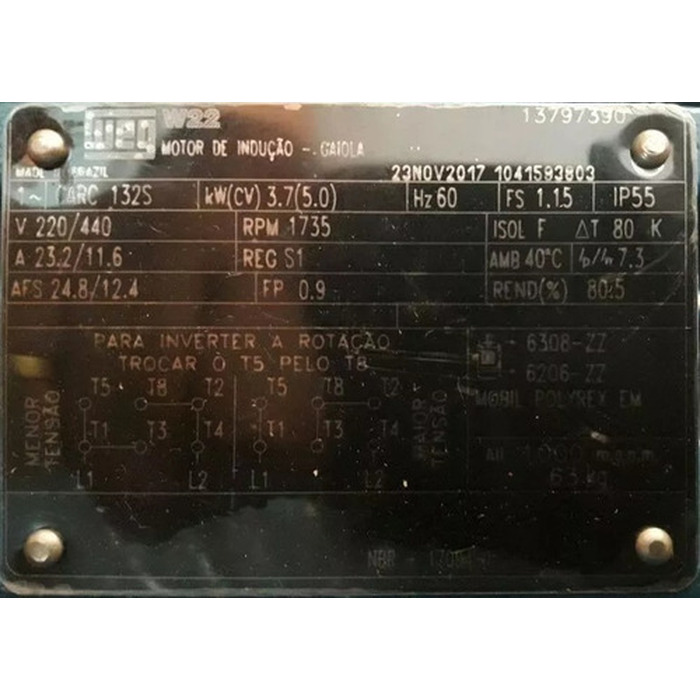 WEG W22 13797390
MOTOR DE INDUÇÃO - GAIOLA
MADE BRAZIL 23NOV2017 1041593803
1~ CARC 132S kW(CV) 3.7(5.0) Hz 60 FS 1.15 IP55
V 220/440 RPM 1735 ISOL F ΔT 80 K
A 23.2/11.6 REG S1 AMB 40°C Ip/In 7.3
AFS 24.8/12.4 FP 0.9 REND(%) 80.5
PARA INVERTER A ROTAÇÃO
TROCAR O T5 PELO T8
6308-ZZ
6206-ZZ
MOBIL POLYREX EM
MENOR TENSÃO
T5 T8 T2 T5 T8 T2
T1 T3 T4 T1 T3 T4
L1 L2 L1 L2
MAIOR TENSÃO
Alt 1000 m.a.n.m
63 kg
NBR -